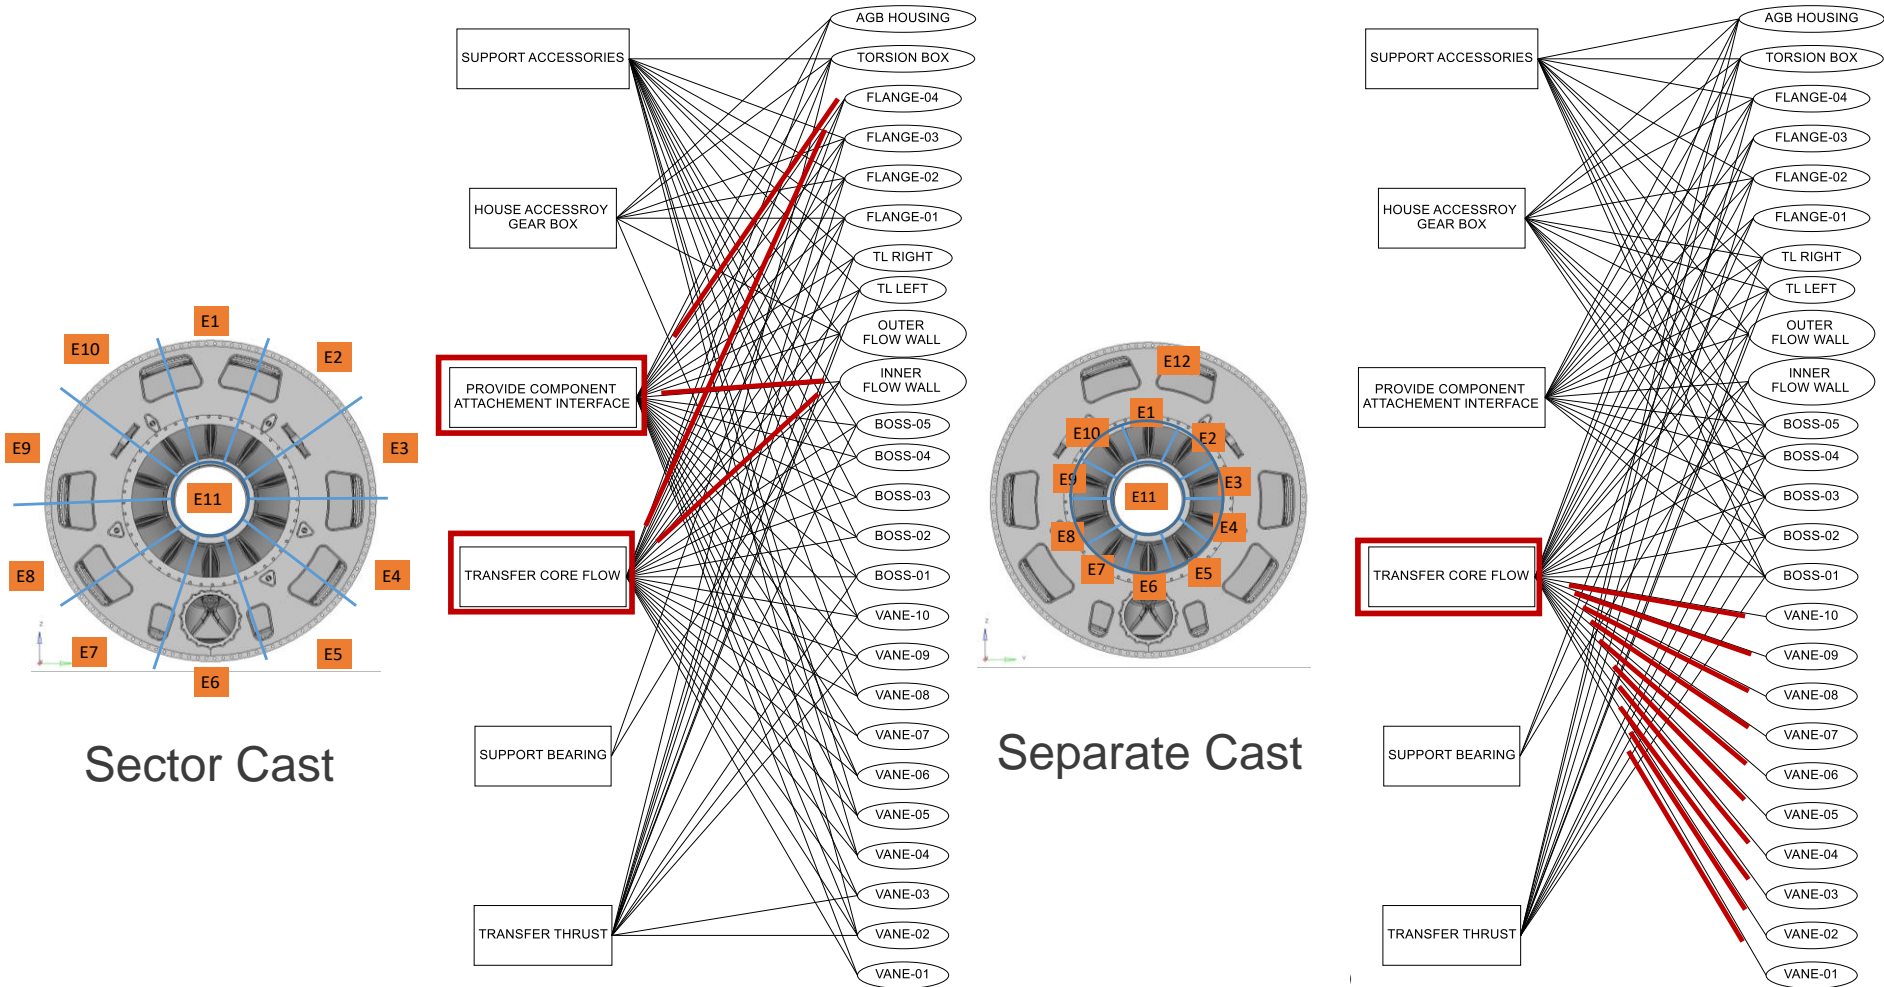 E1
E10
E2
E9
E3
E11
E8
E4
E7
E5
E6
Z
Sector Cast
SUPPORT ACCESSORIES
HOUSE ACCESSROY
GEAR BOX
PROVIDE COMPONENT
ATTACHEMENT INTERFACE
TRANSFER CORE FLOW
SUPPORT BEARING
TRANSFER THRUST
AGB HOUSING
TORSION BOX
FLANGE-04
FLANGE-03
FLANGE-02
FLANGE-01
TL RIGHT
TL LEFT
OUTER
FLOW WALL
INNER
FLOW WALL
BOSS-05
BOSS-04
BOSS-03
BOSS-02
BOSS-01
VANE-10
VANE-09
VANE-08
VANE-07
VANE-06
VANE-05
VANE-04
VANE-03
VANE-02
VANE-01
E12
E1
E10
E2
E9
E3
E11
E8
E4
E7
E5
E6
Z
Y
Separate Cast
SUPPORT ACCESSORIES
HOUSE ACCESSROY
GEAR BOX
PROVIDE COMPONENT
ATTACHEMENT INTERFACE
TRANSFER CORE FLOW
SUPPORT BEARING
TRANSFER THRUST
AGB HOUSING
TORSION BOX
FLANGE-04
FLANGE-03
FLANGE-02
FLANGE-01
TL RIGHT
TL LEFT
OUTER
FLOW WALL
INNER
FLOW WALL
BOSS-05
BOSS-04
BOSS-03
BOSS-02
BOSS-01
VANE-10
VANE-09
VANE-08
VANE-07
VANE-06
VANE-05
VANE-04
VANE-03
VANE-02
VANE-01